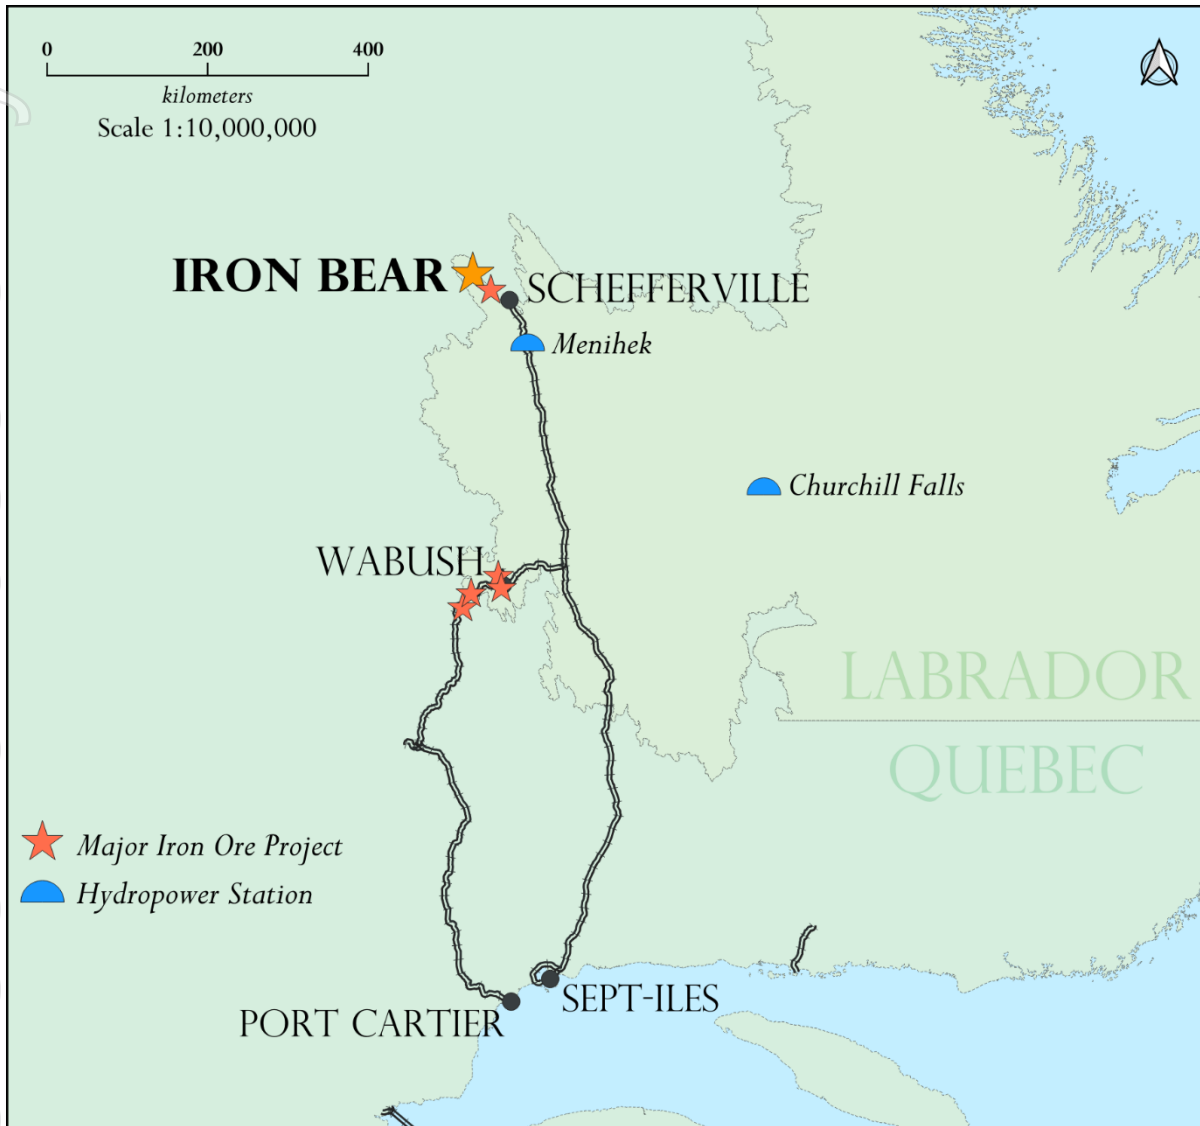 0 200 400
kilometers
Scale 1:10,000,000
IRON BEAR
SCHEFFERVILLE
Menihek
Churchill Falls
WABUSH
LABRADOR
QUEBEC
Major Iron Ore Project
Hydropower Station
SEPT-ILES
PORT CARTIER